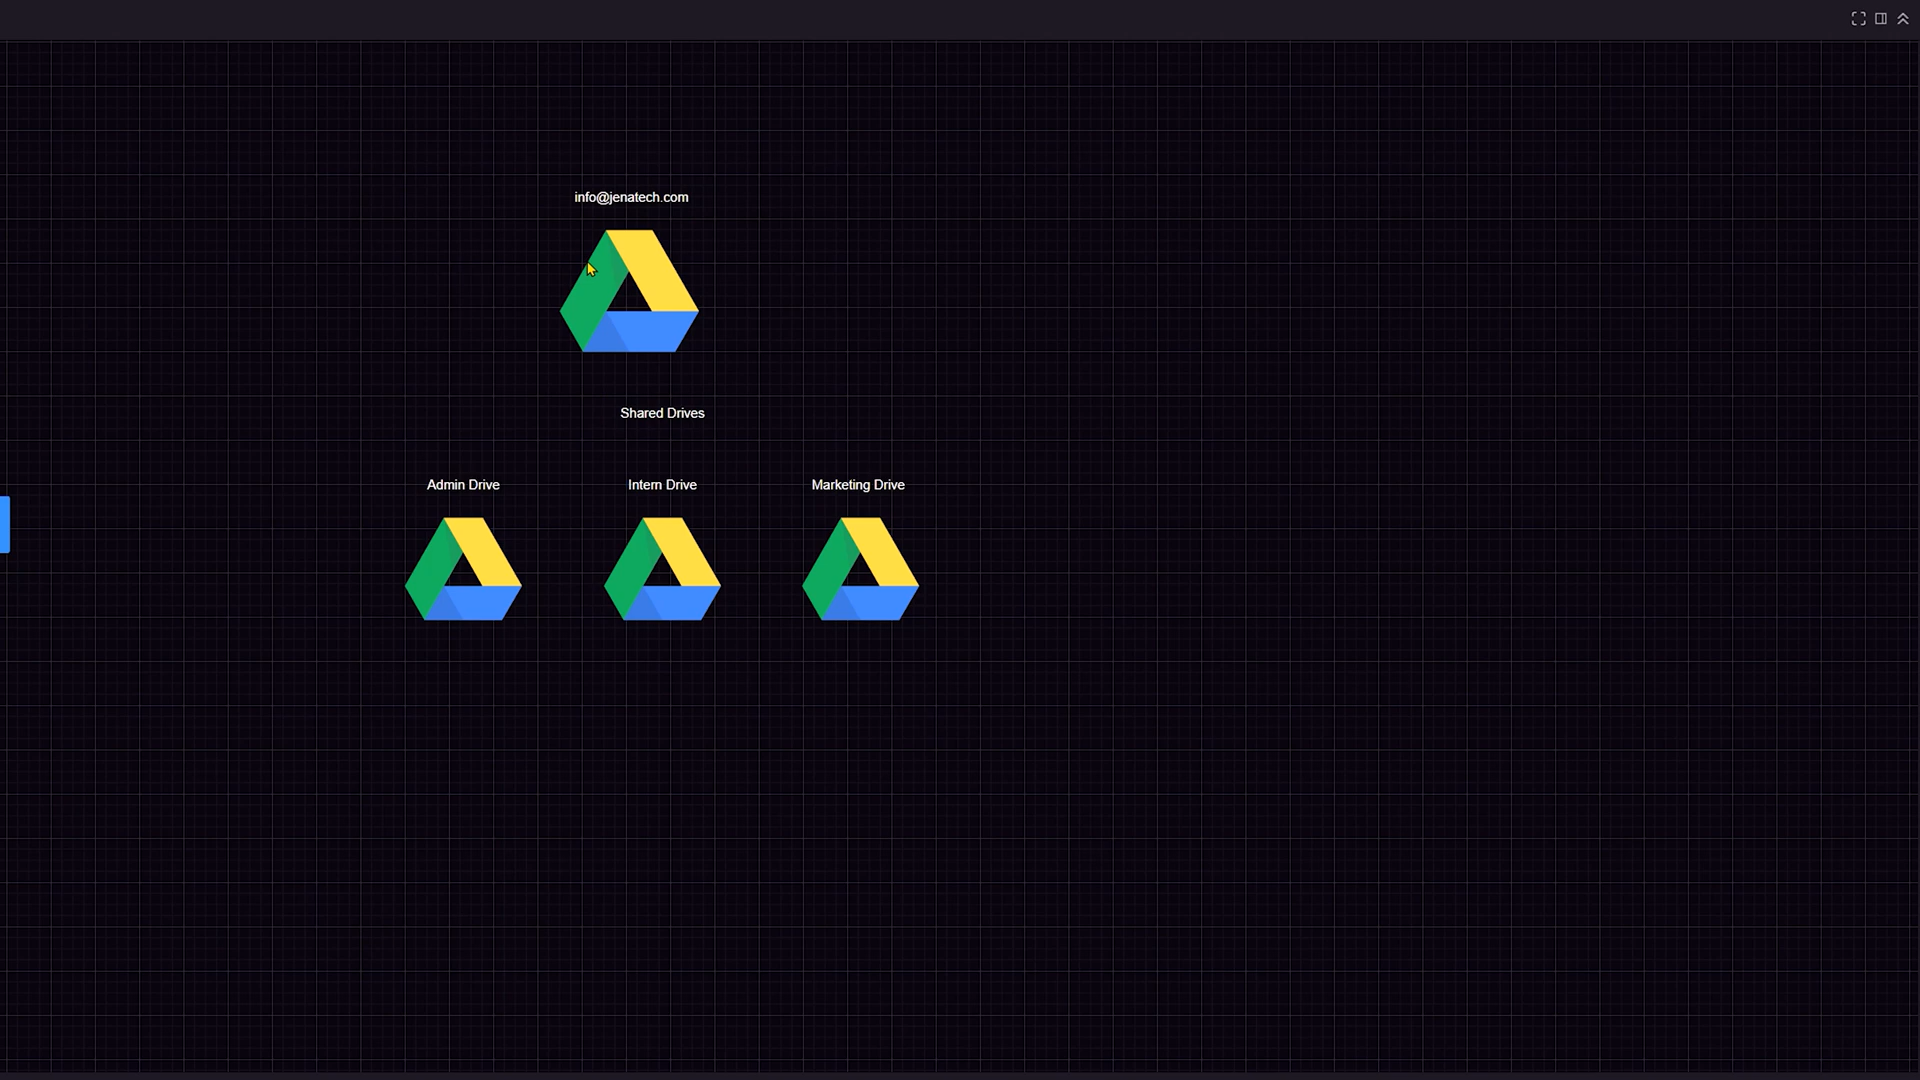 info@jenatech.com
Shared Drives
Admin Drive
Intern Drive
Marketing Drive